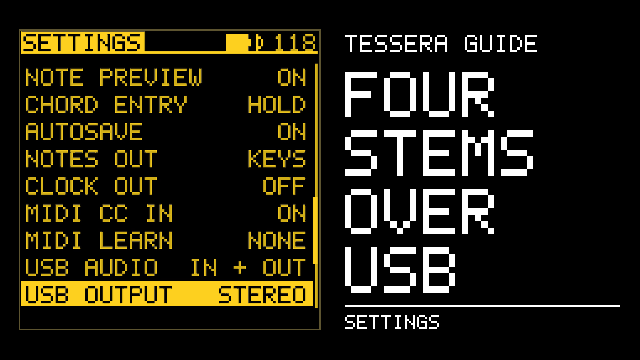 SETTINGS 118
NOTE PREVIEW ON
CHORD ENTRY HOLD
AUTOSAVE ON
NOTES OUT KEYS
CLOCK OUT OFF
MIDI CC IN ON
MIDI LEARN NONE
USB AUDIO IN + OUT
USB OUTPUT STEREO
TESSERA GUIDE
FOUR
STEMS
OVER
USB
SETTINGS